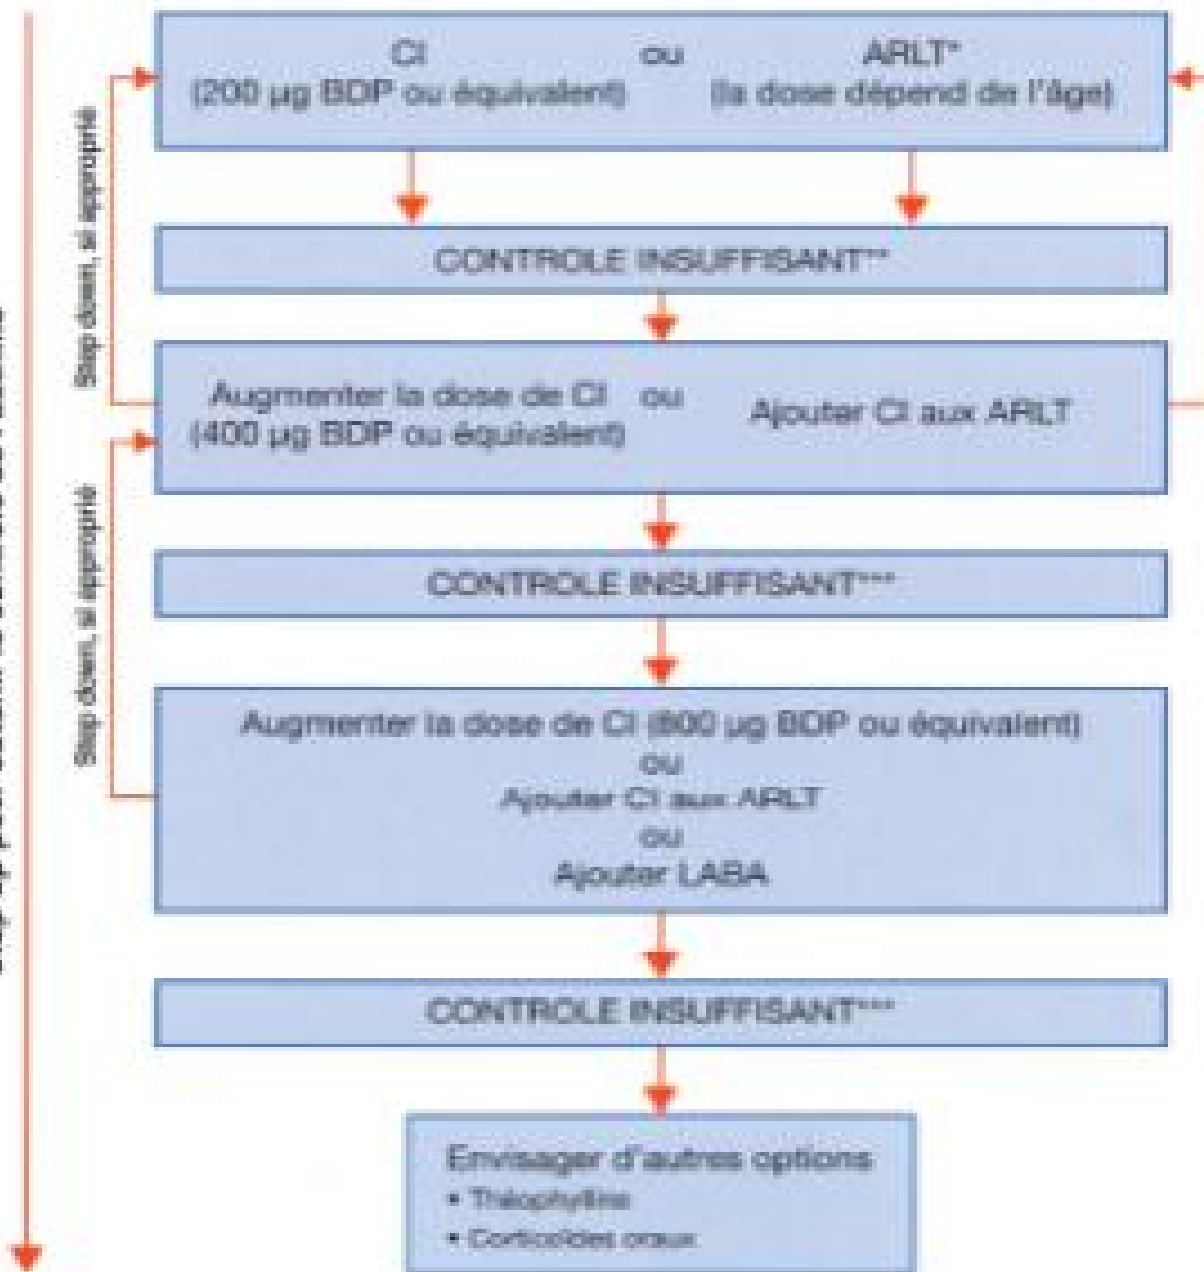 CI ou ARLT*
(200 µg BDP ou équivalent) (la dose dépend de l'âge)
CONTROLE INSUFFISANT**
Augmenter la dose de CI ou Ajouter CI aux ARLT
(400 µg BDP ou équivalent)
CONTROLE INSUFFISANT***
Augmenter la dose de CI (800 µg BDP ou équivalent)
ou
Ajouter CI aux ARLT
ou
Ajouter LABA
CONTROLE INSUFFISANT***
Envisager d'autres options
• Théophylline
• Corticoïdes oraux
Step down, si approprié
Step down, si approprié